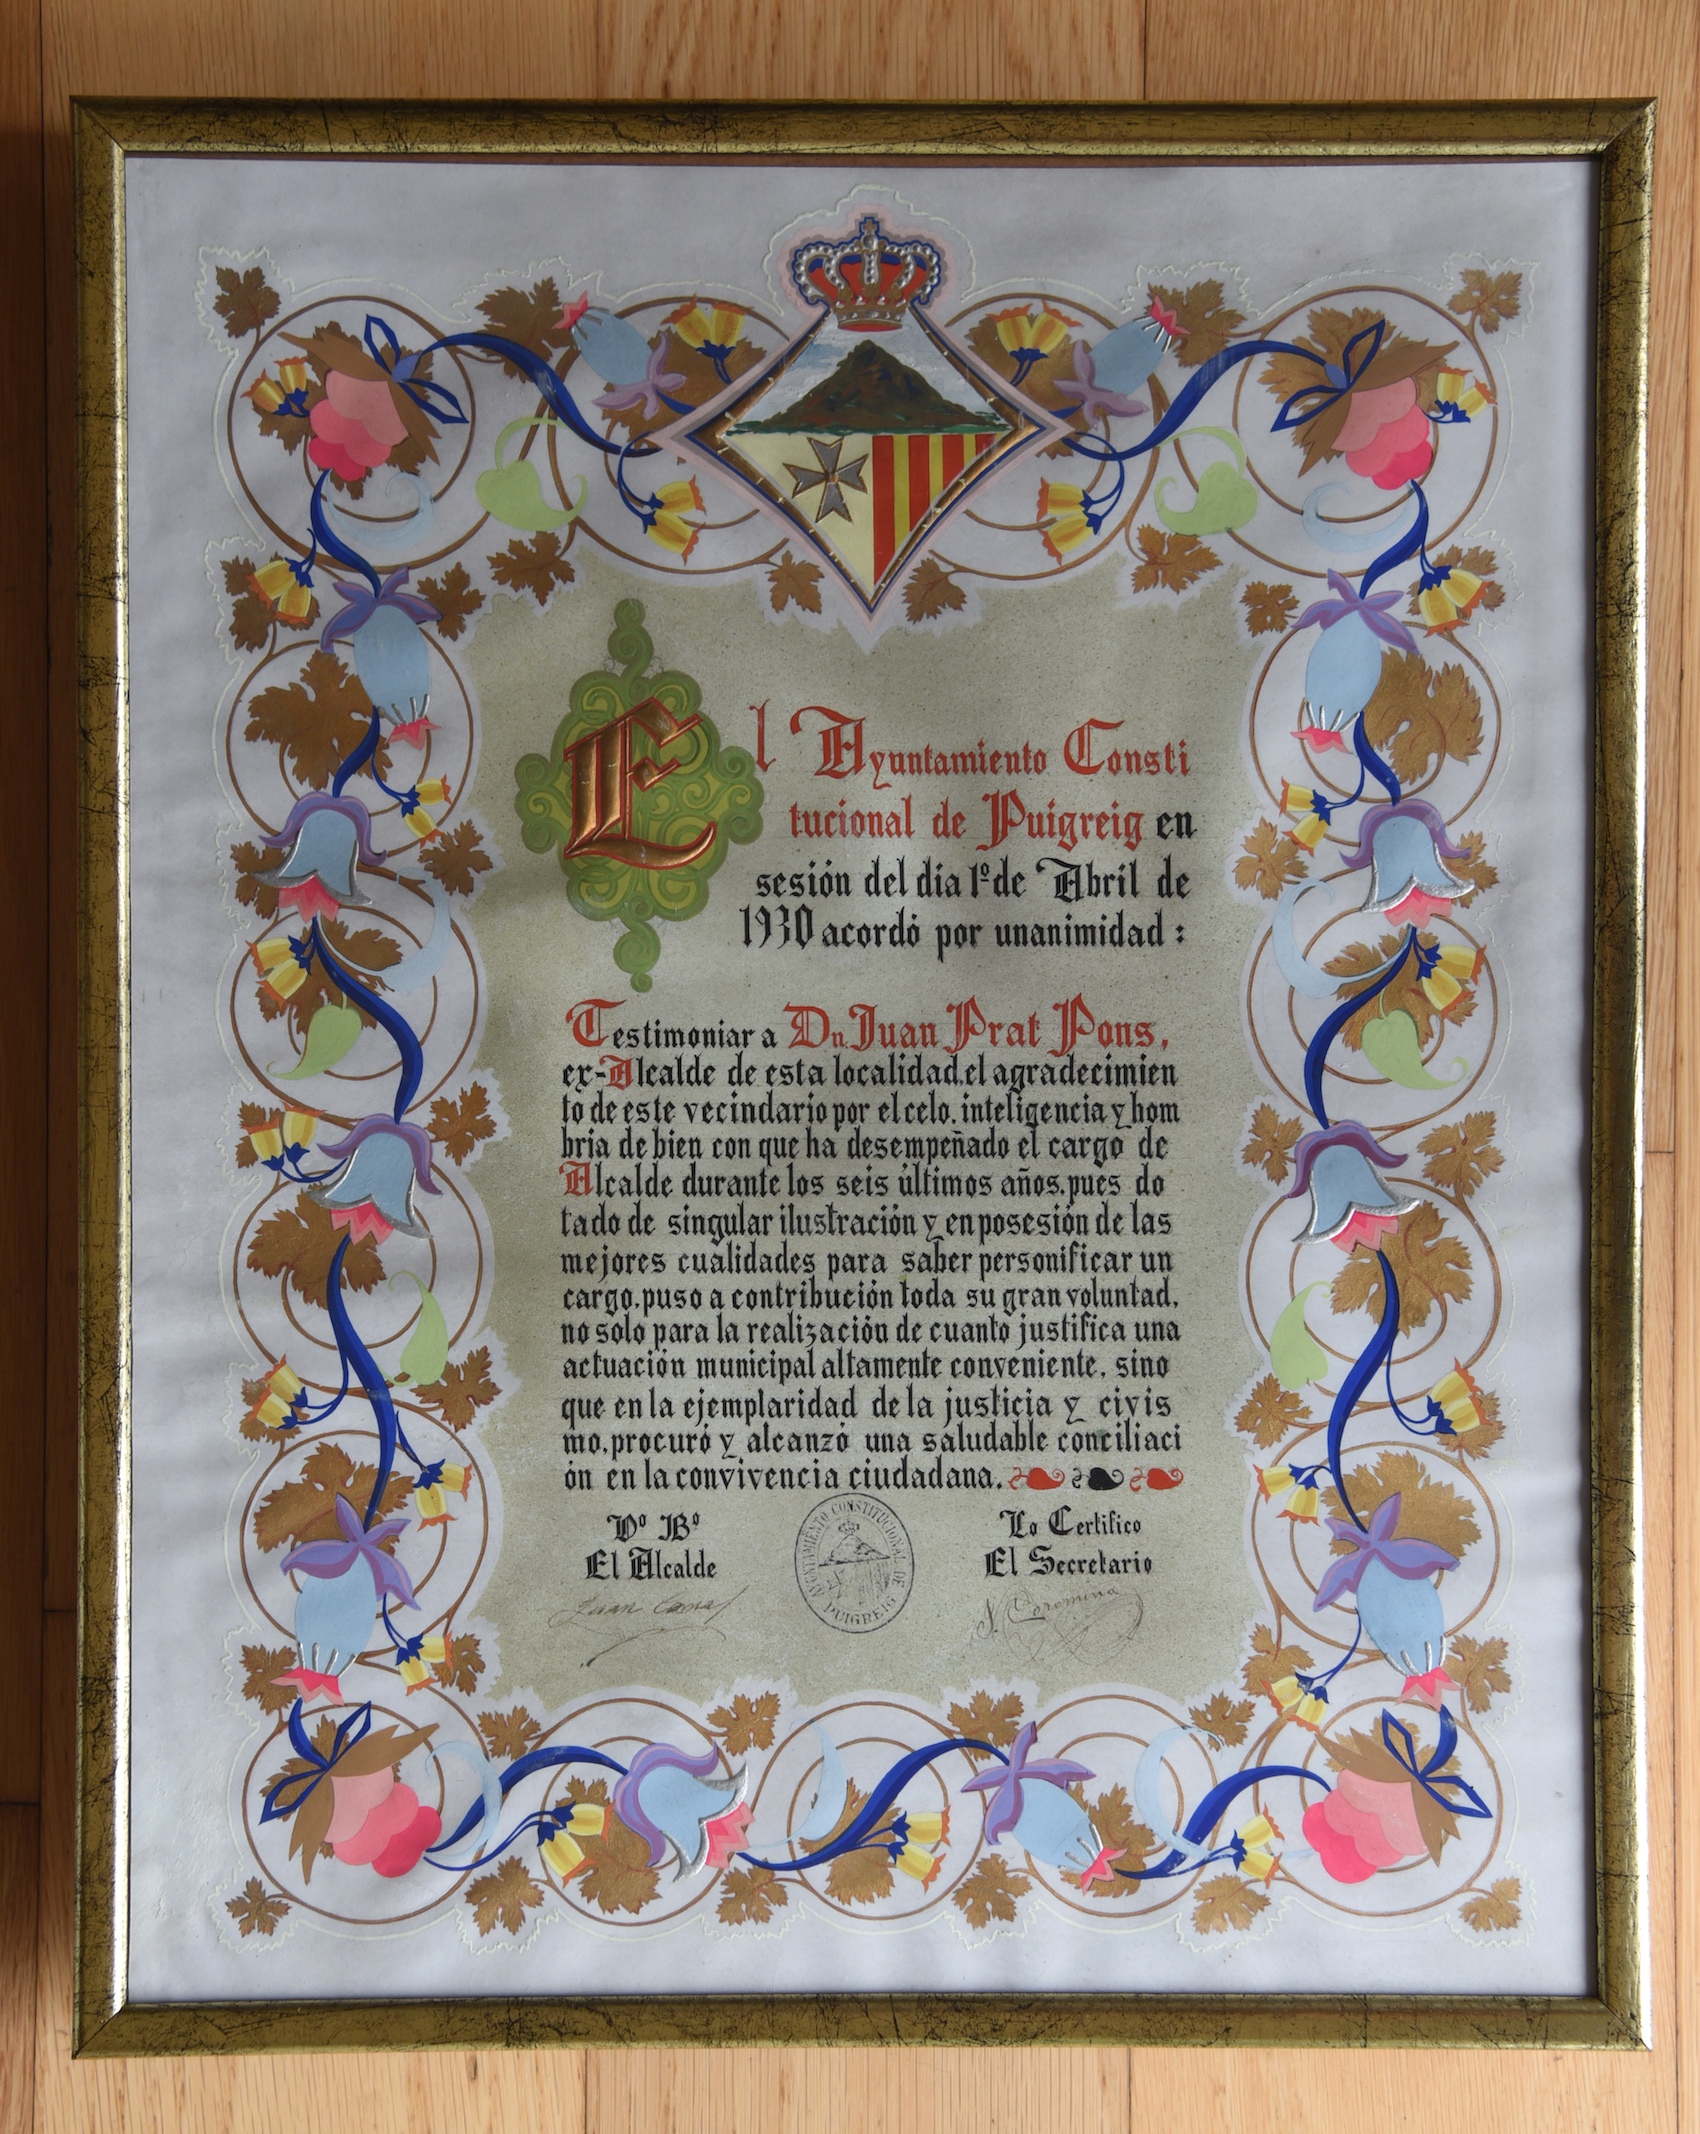 El Ayuntamiento Consti
tucional de Puigreig en
sesión del dia 1º de Abril de
1930 acordó por unanimidad :
Testimoniar a Dn. Juan Prat Pons,
ex-Alcalde de esta localidad, el agradecimien
to de este vecindario por el celo, inteligencia y hom
bria de bien con que ha desempeñado el cargo de
Alcalde durante los seis últimos años, pues do
tado de singular ilustración y en posesión de las
mejores cualidades para saber personificar un
cargo, puso a contribución toda su gran voluntad,
no solo para la realización de cuanto justifica una
actuación municipal altamente conveniente, sino
que en la ejemplaridad de la justicia y civis
mo, procuró y alcanzó una saludable conciliaci
ón en la convivencia ciudadana.
Vº Bº
El Alcalde
AYUNTAMIENTO CONSTITUCIONAL DE
PUIGREIG
Lo Certifico
El Secretario
Juan
J. Coromina